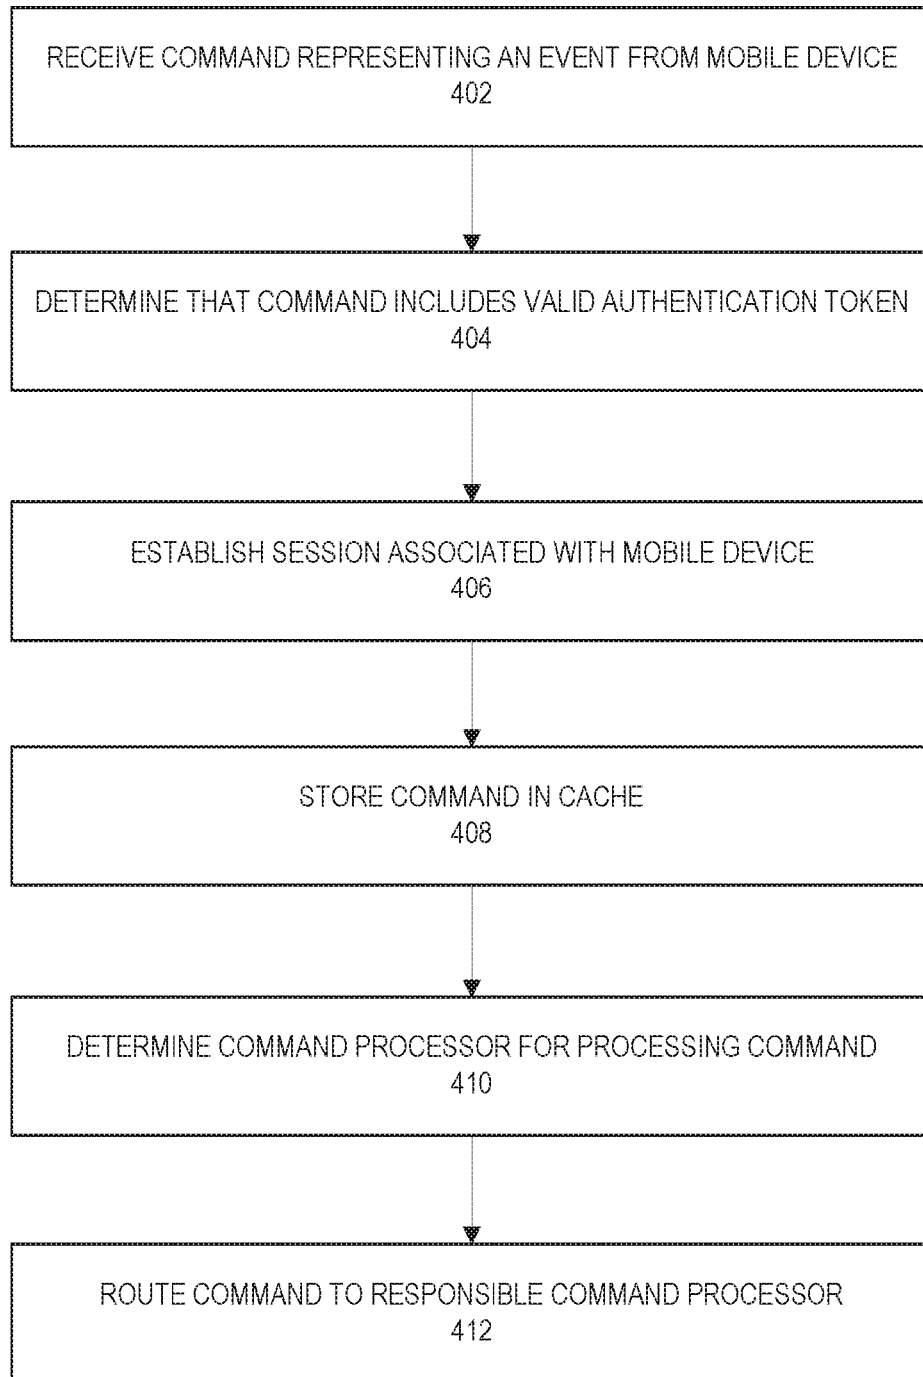 RECEIVE COMMAND REPRESENTING AN EVENT FROM MOBILE DEVICE
402
DETERMINE THAT COMMAND INCLUDES VALID AUTHENTICATION TOKEN
404
ESTABLISH SESSION ASSOCIATED WITH MOBILE DEVICE
406
STORE COMMAND IN CACHE
408
DETERMINE COMMAND PROCESSOR FOR PROCESSING COMMAND
410
ROUTE COMMAND TO RESPONSIBLE COMMAND PROCESSOR
412